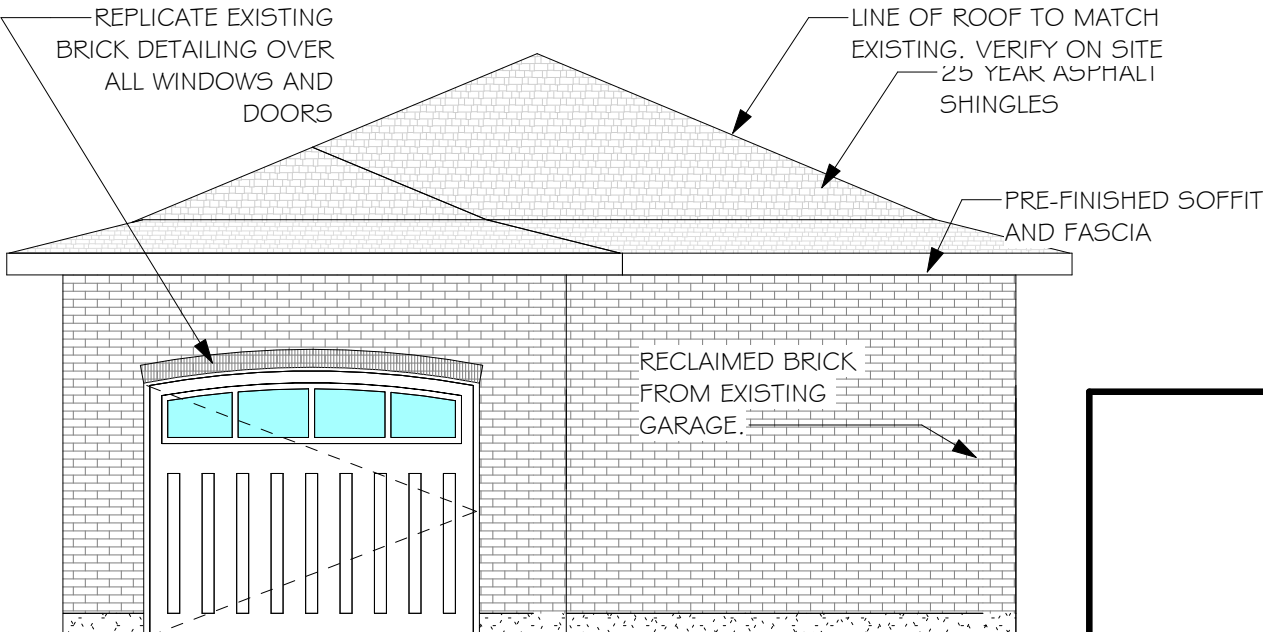 REPLICATE EXISTING
BRICK DETAILING OVER
ALL WINDOWS AND
DOORS
LINE OF ROOF TO MATCH
EXISTING. VERIFY ON SITE
25 YEAR ASPHALT
SHINGLES
PRE-FINISHED SOFFIT
AND FASCIA
RECLAIMED BRICK
FROM EXISTING
GARAGE.